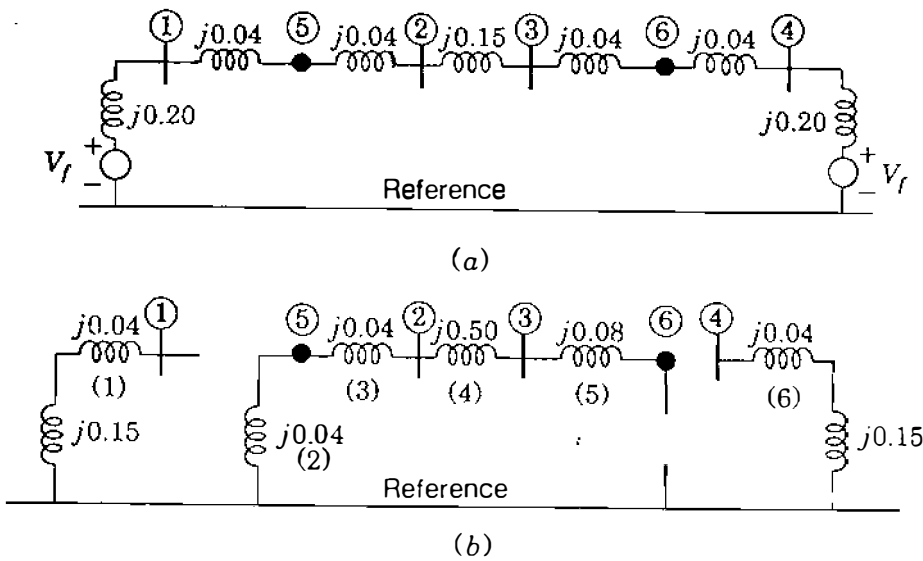 ① j0.04 ⑤ j0.04 ② j0.15 ③ j0.04 ⑥ j0.04 ④
j0.20 j0.20
V_f + − + − V_f
Reference
(a)
j0.04 ① ⑤ j0.04 ② j0.50 ③ j0.08 ⑥ ④ j0.04
(1) (3) (4) (5) (6)
j0.15 j0.04 j0.15
(2)
Reference
(b)